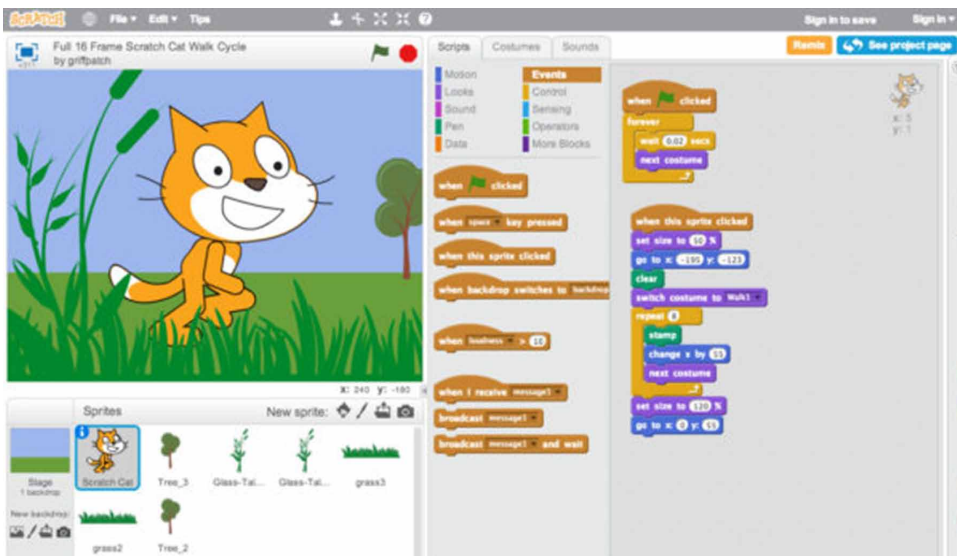 SCRATCH File Edit Tips Sign in to save Sign in
Full 16 Frame Scratch Cat Walk Cycle
by griffpatch
Scripts Costumes Sounds
Remix See project page
Motion Events
Looks Control
Sound Sensing
Pen Operators
Data More Blocks
when clicked
when space key pressed
when this sprite clicked
when backdrop switches to backdrop
when loudness > 10
when I receive message1
broadcast message1
broadcast message1 and wait
when clicked
forever
wait 0.02 secs
next costume
x: 5
y: 1
when this sprite clicked
set size to 50 %
go to x: -195 y: -123
clear
switch costume to Walk1
repeat 8
stamp
change x by 55
next costume
set size to 120 %
go to x: 0 y: 55
X: 240 y: -180
Sprites New sprite:
Stage
1 backdrop
New backdrop:
Scratch Cat
Tree_3
Glass-Tal...
Glass-Tal...
grass3
grass2
Tree_2